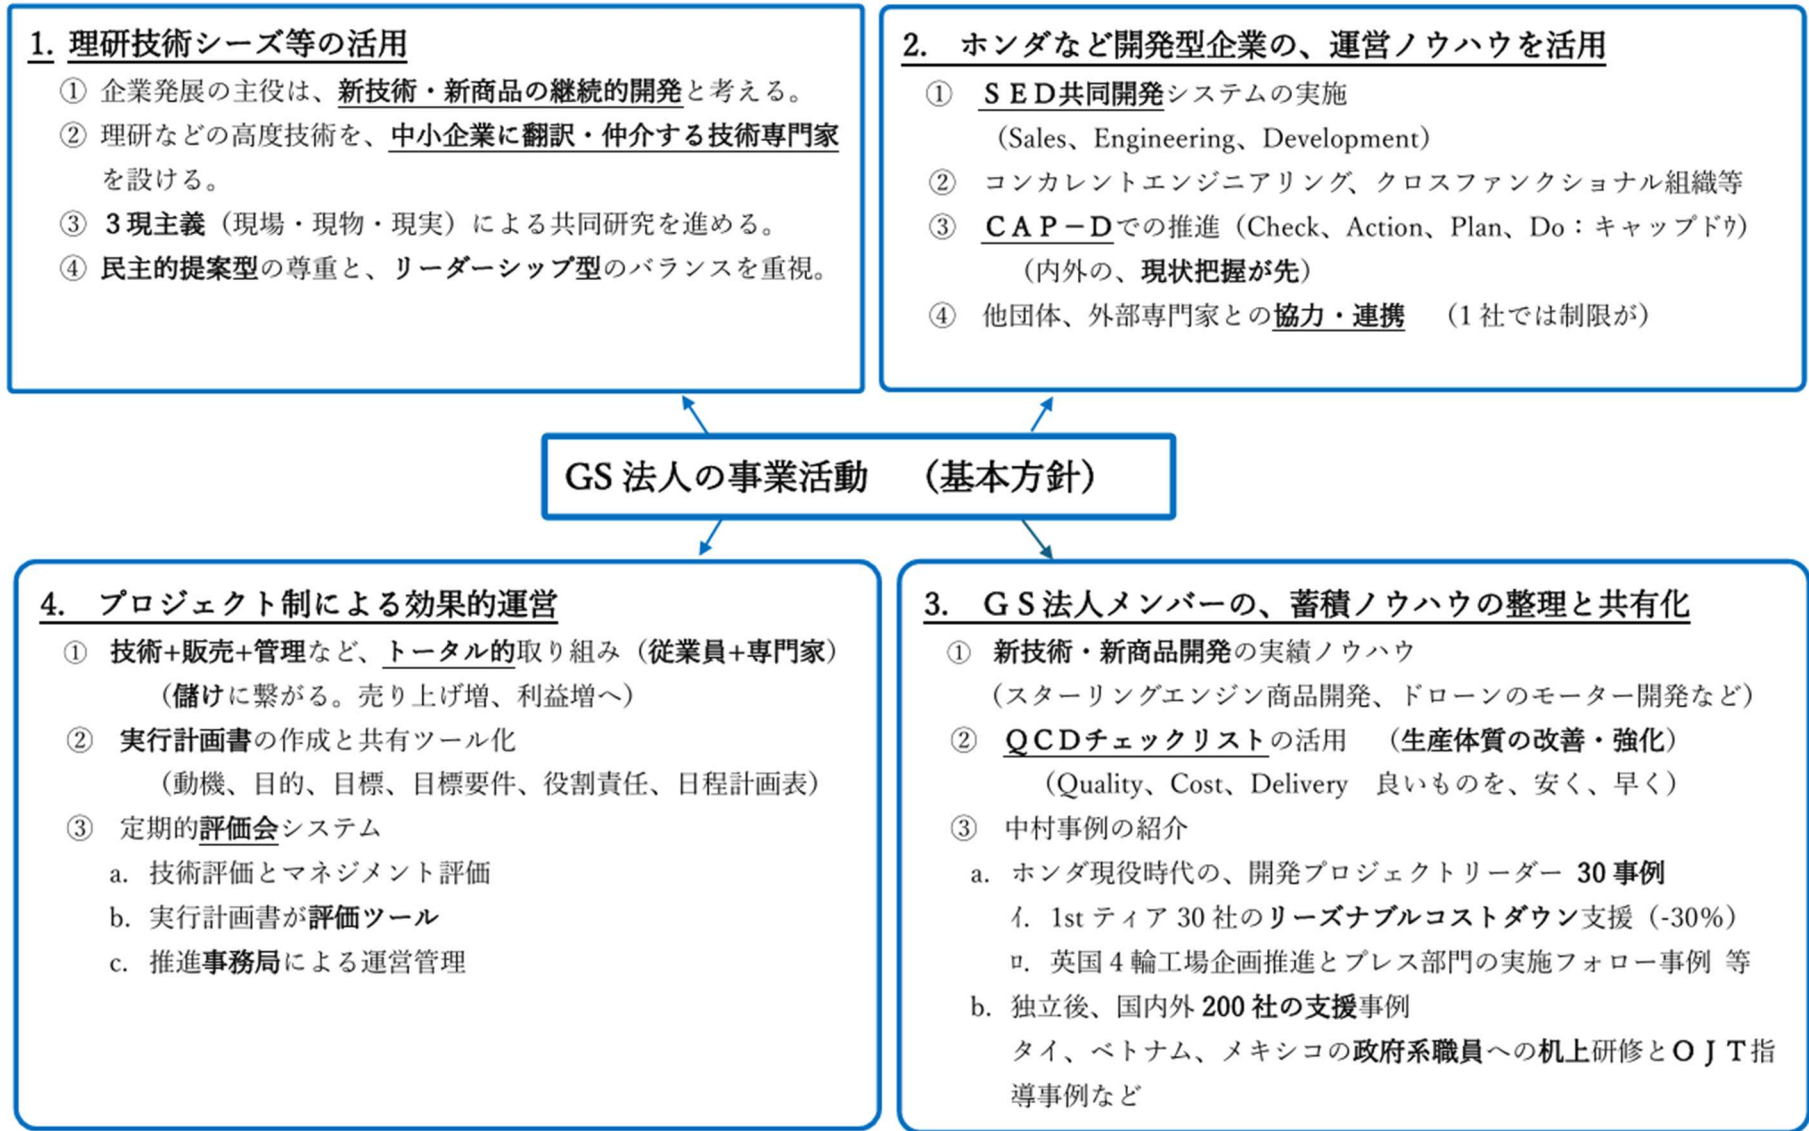 1. 理研技術シーズ等の活用
① 企業発展の主役は、新技術・新商品の継続的開発と考える。
② 理研などの高度技術を、中小企業に翻訳・仲介する技術専門家
を設ける。
③ 3現主義（現場・現物・現実）による共同研究を進める。
④ 民主的提案型の尊重と、リーダーシップ型のバランスを重視。
2. ホンダなど開発型企業の、運営ノウハウを活用
① ＳＥＤ共同開発システムの実施
（Sales、Engineering、Development）
② コンカレントエンジニアリング、クロスファンクショナル組織等
③ ＣＡＰ－Ｄでの推進（Check、Action、Plan、Do：キャップドゥ）
（内外の、現状把握が先）
④ 他団体、外部専門家との協力・連携 （1 社では制限が）
GS 法人の事業活動 （基本方針）
4. プロジェクト制による効果的運営
① 技術+販売+管理など、トータル的取り組み（従業員+専門家）
（儲けに繋がる。売り上げ増、利益増へ）
② 実行計画書の作成と共有ツール化
（動機、目的、目標、目標要件、役割責任、日程計画表）
③ 定期的評価会システム
a. 技術評価とマネジメント評価
b. 実行計画書が評価ツール
c. 推進事務局による運営管理
3. ＧＳ法人メンバーの、蓄積ノウハウの整理と共有化
① 新技術・新商品開発の実績ノウハウ
（スターリングエンジン商品開発、ドローンのモーター開発など）
② ＱＣＤチェックリストの活用 （生産体質の改善・強化）
（Quality、Cost、Delivery 良いものを、安く、早く）
③ 中村事例の紹介
a. ホンダ現役時代の、開発プロジェクトリーダー 30 事例
ｲ. 1st ティア 30 社のリーズナブルコストダウン支援（-30%）
ﾛ. 英国 4 輪工場企画推進とプレス部門の実施フォロー事例 等
b. 独立後、国内外 200 社の支援事例
タイ、ベトナム、メキシコの政府系職員への机上研修とＯＪＴ指
導事例など